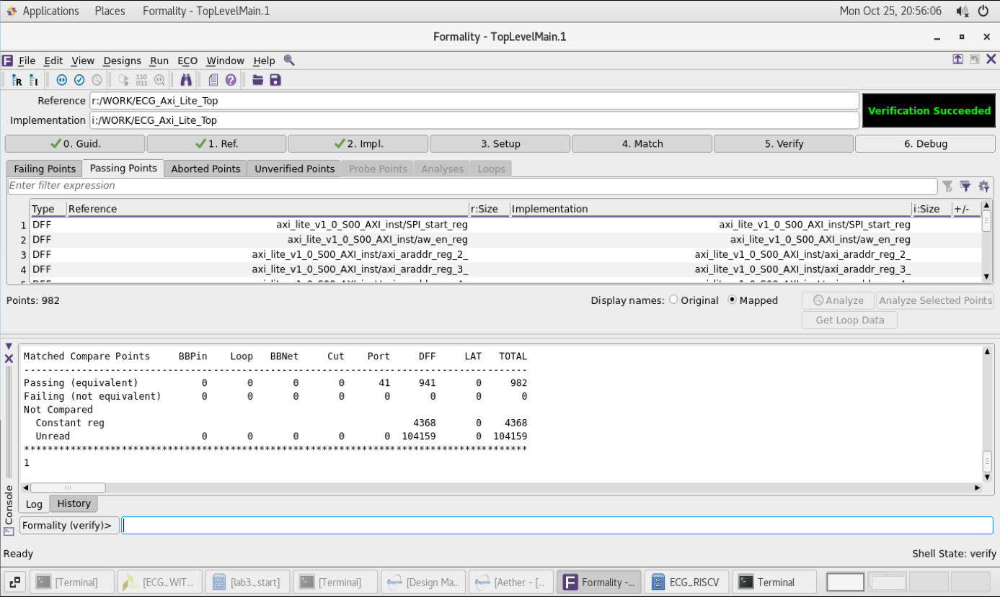 Applications Places Formality - TopLevelMain.1 Mon Oct 25, 20:56:06
Formality - TopLevelMain.1
F File Edit View Designs Run ECO Window Help
R I 110 011
Reference r:/WORK/ECG_Axi_Lite_Top
Verification Succeeded
Implementation i:/WORK/ECG_Axi_Lite_Top
0. Guid. 1. Ref. 2. Impl. 3. Setup 4. Match 5. Verify 6. Debug
Failing Points Passing Points Aborted Points Unverified Points Probe Points Analyses Loops
Enter filter expression
Type Reference r:Size Implementation i:Size +/-
1 DFF axi_lite_v1_0_S00_AXI_inst/SPI_start_reg axi_lite_v1_0_S00_AXI_inst/SPI_start_reg
2 DFF axi_lite_v1_0_S00_AXI_inst/aw_en_reg axi_lite_v1_0_S00_AXI_inst/aw_en_reg
3 DFF axi_lite_v1_0_S00_AXI_inst/axi_araddr_reg_2_ axi_lite_v1_0_S00_AXI_inst/axi_araddr_reg_2_
4 DFF axi_lite_v1_0_S00_AXI_inst/axi_araddr_reg_3_ axi_lite_v1_0_S00_AXI_inst/axi_araddr_reg_3_
Points: 982 Display names: Original Mapped Analyze Analyze Selected Points
Get Loop Data
Matched Compare Points BBPin Loop BBNet Cut Port DFF LAT TOTAL
--------------------------------------------------------------------------------------
Passing (equivalent) 0 0 0 0 41 941 0 982
Failing (not equivalent) 0 0 0 0 0 0 0 0
Not Compared
Constant reg 4368 0 4368
Unread 0 0 0 0 0 104159 0 104159
**************************************************************************************
1
Console
Log History
Formality (verify)>
Ready Shell State: verify
[Terminal] [ECG_WIT... [lab3_start] [Terminal] [Design Ma... [Aether - [... F Formality -... ECG_RISCV Terminal